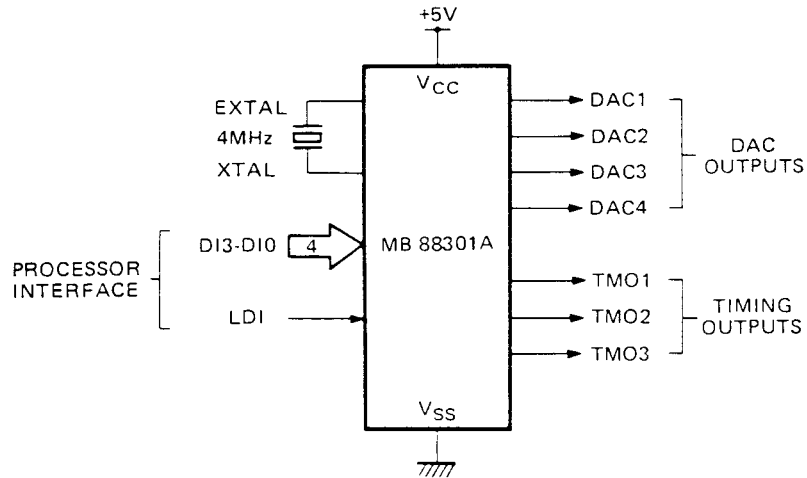 +5V
VCC
EXTAL
4MHz
XTAL
DAC1
DAC2
DAC3
DAC4
DAC
OUTPUTS
PROCESSOR
INTERFACE
DI3-DI0
4
MB 88301A
LDI
TMO1
TMO2
TMO3
TIMING
OUTPUTS
VSS